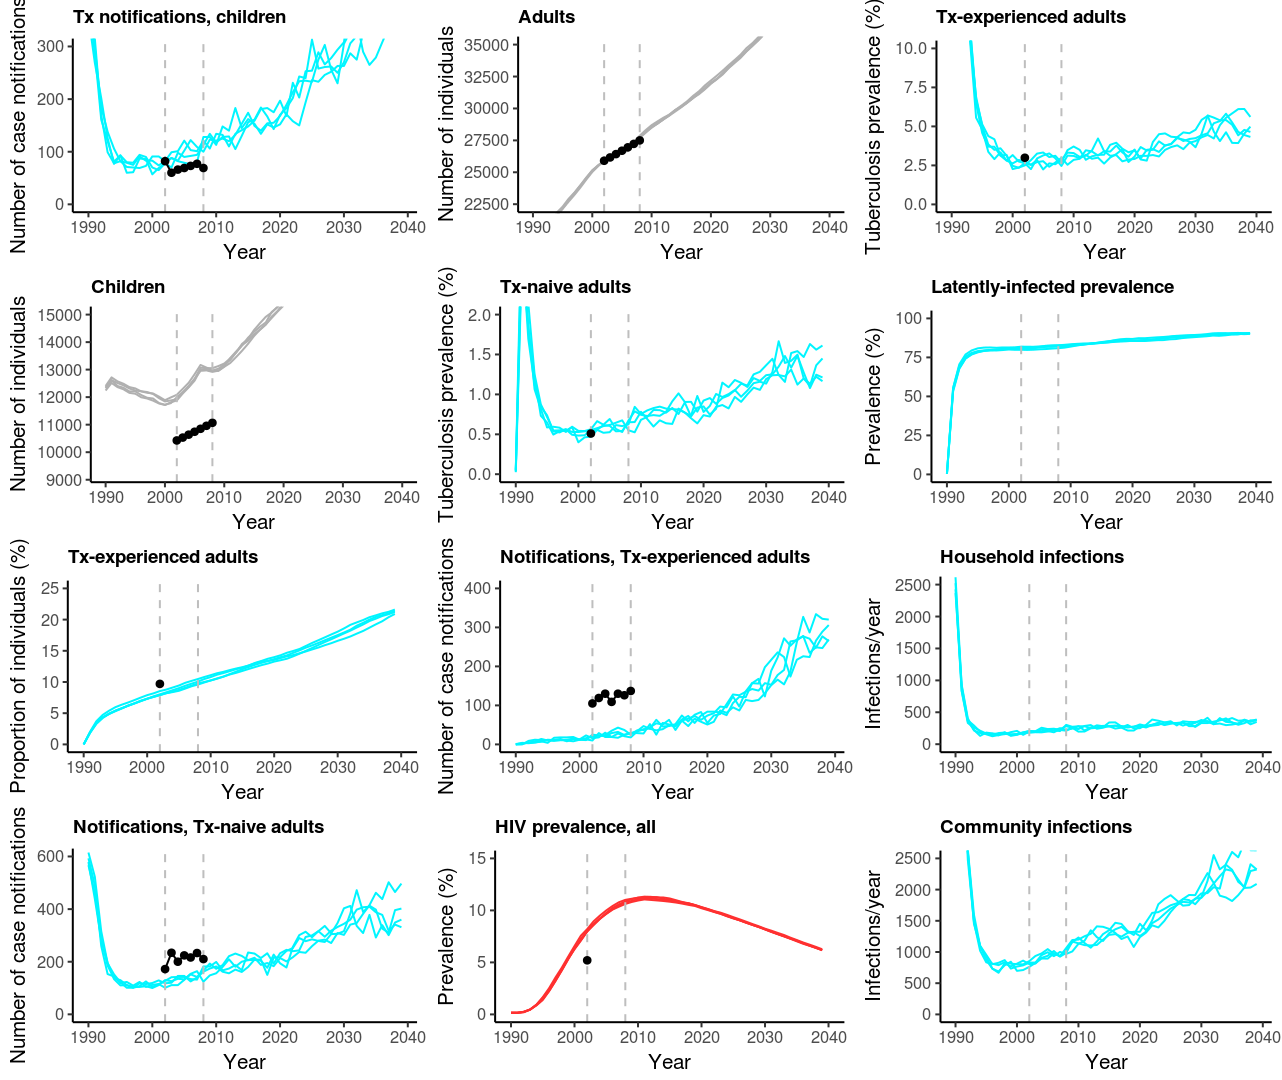 Tx notifications, children
Number of case notifications
300
200
100
0
1990 2000 2010 2020 2030 2040
Year
Adults
Number of individuals
35000
32500
30000
27500
25000
22500
1990 2000 2010 2020 2030 2040
Year
Tx-experienced adults
Tuberculosis prevalence (%)
10.0
7.5
5.0
2.5
0.0
1990 2000 2010 2020 2030 2040
Year
Children
Number of individuals
15000
14000
13000
12000
11000
10000
9000
1990 2000 2010 2020 2030 2040
Year
Tx-naive adults
Tuberculosis prevalence (%)
2.0
1.5
1.0
0.5
0.0
1990 2000 2010 2020 2030 2040
Year
Latently-infected prevalence
Prevalence (%)
100
75
50
25
0
1990 2000 2010 2020 2030 2040
Year
Tx-experienced adults
Proportion of individuals (%)
25
20
15
10
5
0
1990 2000 2010 2020 2030 2040
Year
Notifications, Tx-experienced adults
Number of case notifications
400
300
200
100
0
1990 2000 2010 2020 2030 2040
Year
Household infections
Infections/year
2500
2000
1500
1000
500
0
1990 2000 2010 2020 2030 2040
Year
Notifications, Tx-naive adults
Number of case notifications
600
400
200
0
1990 2000 2010 2020 2030 2040
Year
HIV prevalence, all
Prevalence (%)
15
10
5
0
1990 2000 2010 2020 2030 2040
Year
Community infections
Infections/year
2500
2000
1500
1000
500
0
1990 2000 2010 2020 2030 2040
Year